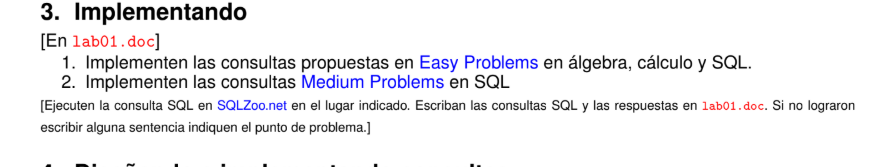 3. Implementando
[En lab01.doc]
1. Implementen las consultas propuestas en Easy Problems en álgebra, cálculo y SQL.
2. Implementen las consultas Medium Problems en SQL
[Ejecuten la consulta SQL en SQLZoo.net en el lugar indicado. Escriban las consultas SQL y las respuestas en lab01.doc. Si no lograron
escribir alguna sentencia indiquen el punto de problema.]